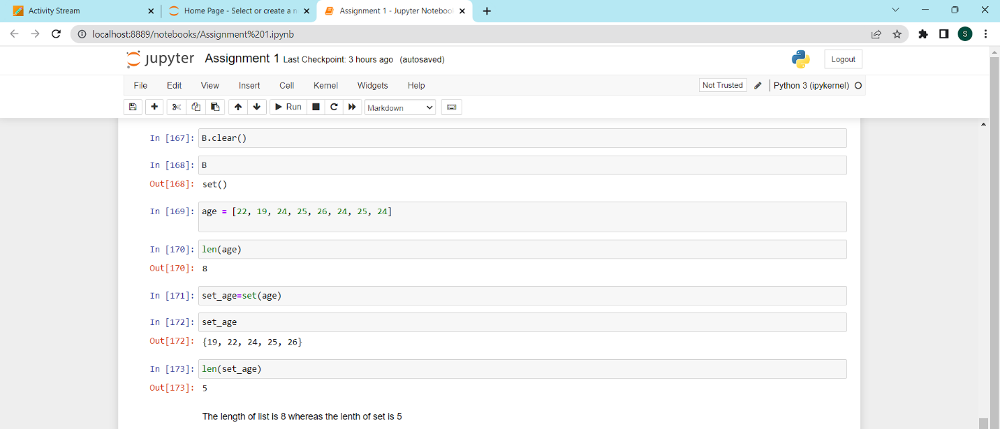 Activity Stream
Home Page - Select or create a n
Assignment 1 - Jupyter Notebook
localhost:8889/notebooks/Assignment%201.ipynb
S
jupyter Assignment 1 Last Checkpoint: 3 hours ago (autosaved)
Logout
File Edit View Insert Cell Kernel Widgets Help
Not Trusted Python 3 (ipykernel)
Run Markdown
In [167]: B.clear()
In [168]: B
Out[168]: set()
In [169]: age = [22, 19, 24, 25, 26, 24, 25, 24]
In [170]: len(age)
Out[170]: 8
In [171]: set_age=set(age)
In [172]: set_age
Out[172]: {19, 22, 24, 25, 26}
In [173]: len(set_age)
Out[173]: 5
The length of list is 8 whereas the lenth of set is 5